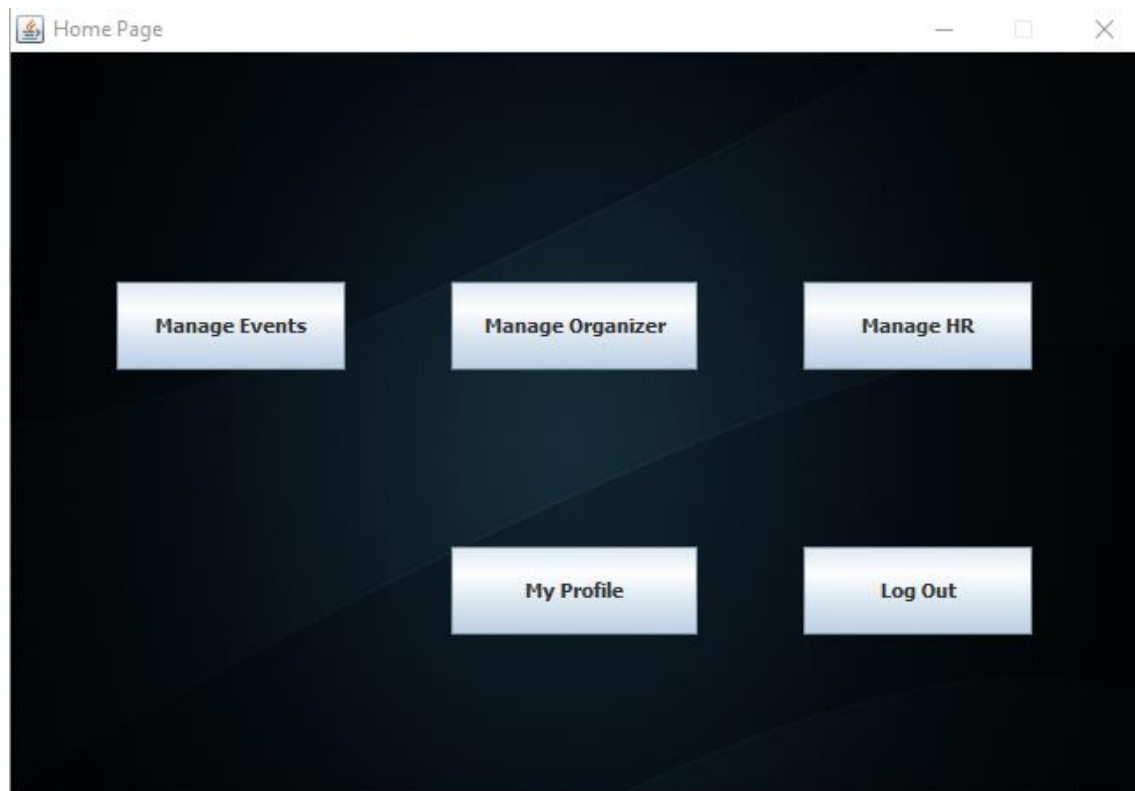 Home Page
Manage Events
Manage Organizer
Manage HR
My Profile
Log Out